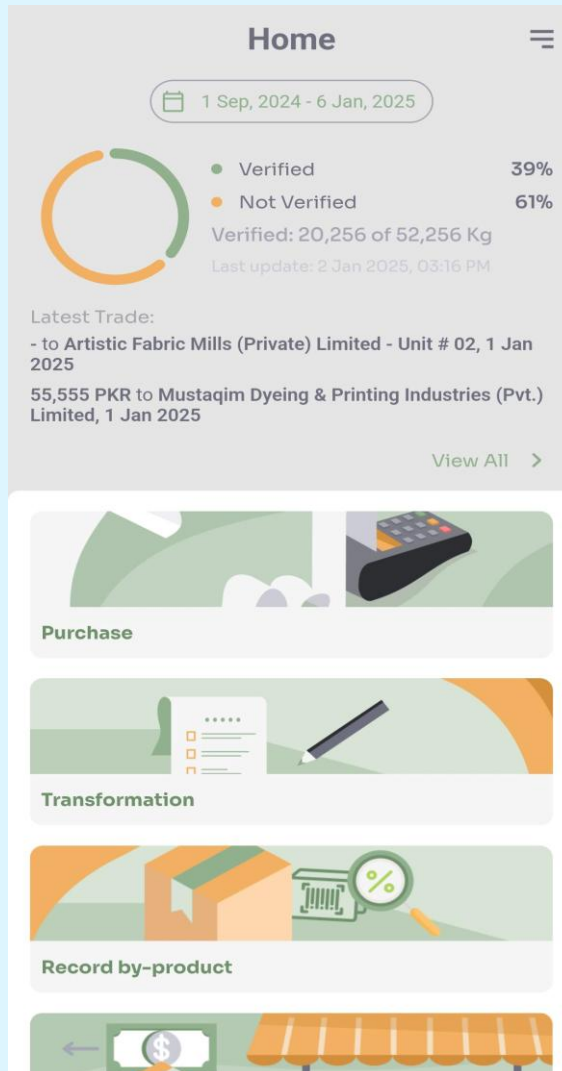 Home
1 Sep, 2024 - 6 Jan, 2025
Verified 39%
Not Verified 61%
Verified: 20,256 of 52,256 Kg
Last update: 2 Jan 2025, 03:16 PM
Latest Trade:
- to Artistic Fabric Mills (Private) Limited - Unit # 02, 1 Jan
2025
55,555 PKR to Mustaqim Dyeing & Printing Industries (Pvt.)
Limited, 1 Jan 2025
View All
Purchase
Transformation
%
Record by-product
$